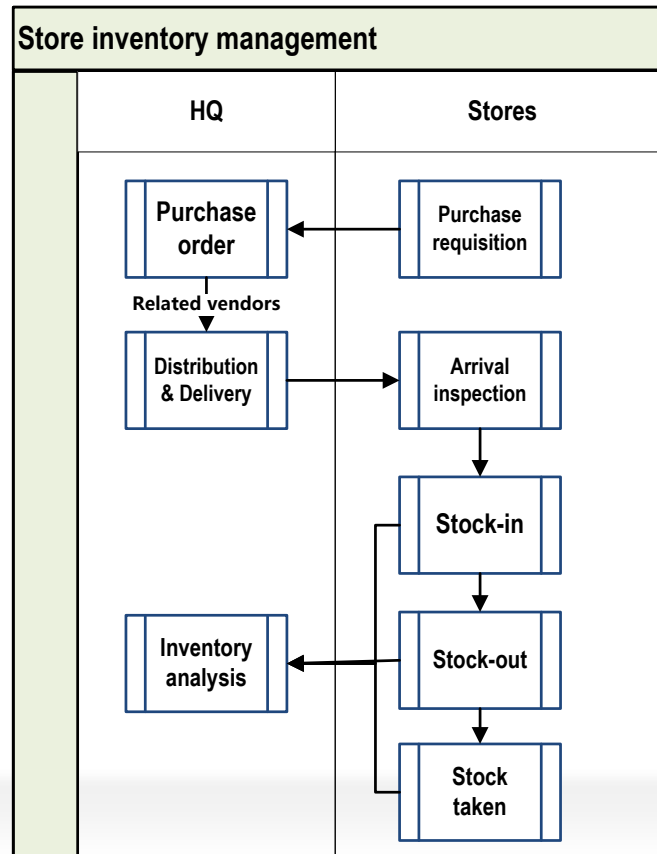 Store inventory management
HQ
Stores
Purchase
order
Purchase
requisition
Related vendors
Distribution
& Delivery
Arrival
inspection
Stock-in
Inventory
analysis
Stock-out
Stock
taken